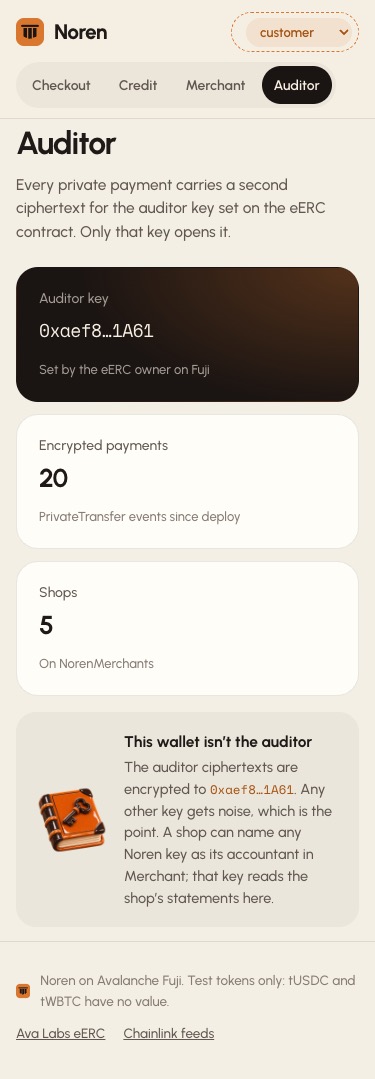 Noren
customer
Checkout
Credit
Merchant
Auditor
Auditor
Every private payment carries a second
ciphertext for the auditor key set on the eERC
contract. Only that key opens it.
Auditor key
0xaef8…1A61
Set by the eERC owner on Fuji
Encrypted payments
20
PrivateTransfer events since deploy
Shops
5
On NorenMerchants
This wallet isn’t the auditor
The auditor ciphertexts are
encrypted to 0xaef8…1A61. Any
other key gets noise, which is the
point. A shop can name any
Noren key as its accountant in
Merchant; that key reads the
shop’s statements here.
Noren on Avalanche Fuji. Test tokens only: tUSDC and
tWBTC have no value.
Ava Labs eERC
Chainlink feeds